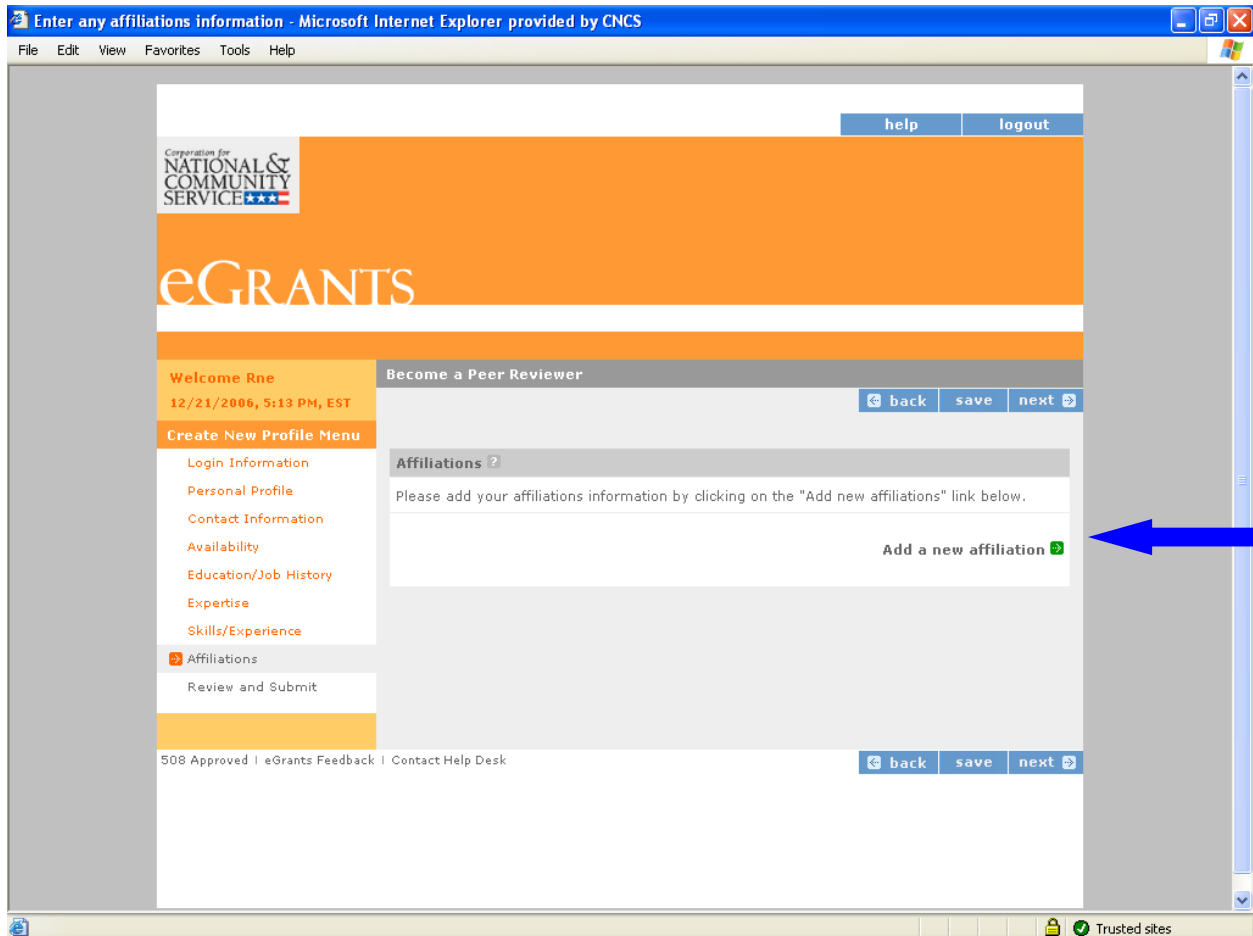 Enter any affiliations information - Microsoft Internet Explorer provided by CNCS
File Edit View Favorites Tools Help
help logout
Corporation for
NATIONAL &
COMMUNITY
SERVICE
eGRANTS
Welcome Rne
12/21/2006, 5:13 PM, EST
Create New Profile Menu
Login Information
Personal Profile
Contact Information
Availability
Education/Job History
Expertise
Skills/Experience
Affiliations
Review and Submit
Become a Peer Reviewer
back save next
Affiliations ?
Please add your affiliations information by clicking on the "Add new affiliations" link below.
Add a new affiliation
508 Approved | eGrants Feedback | Contact Help Desk
back save next
Trusted sites